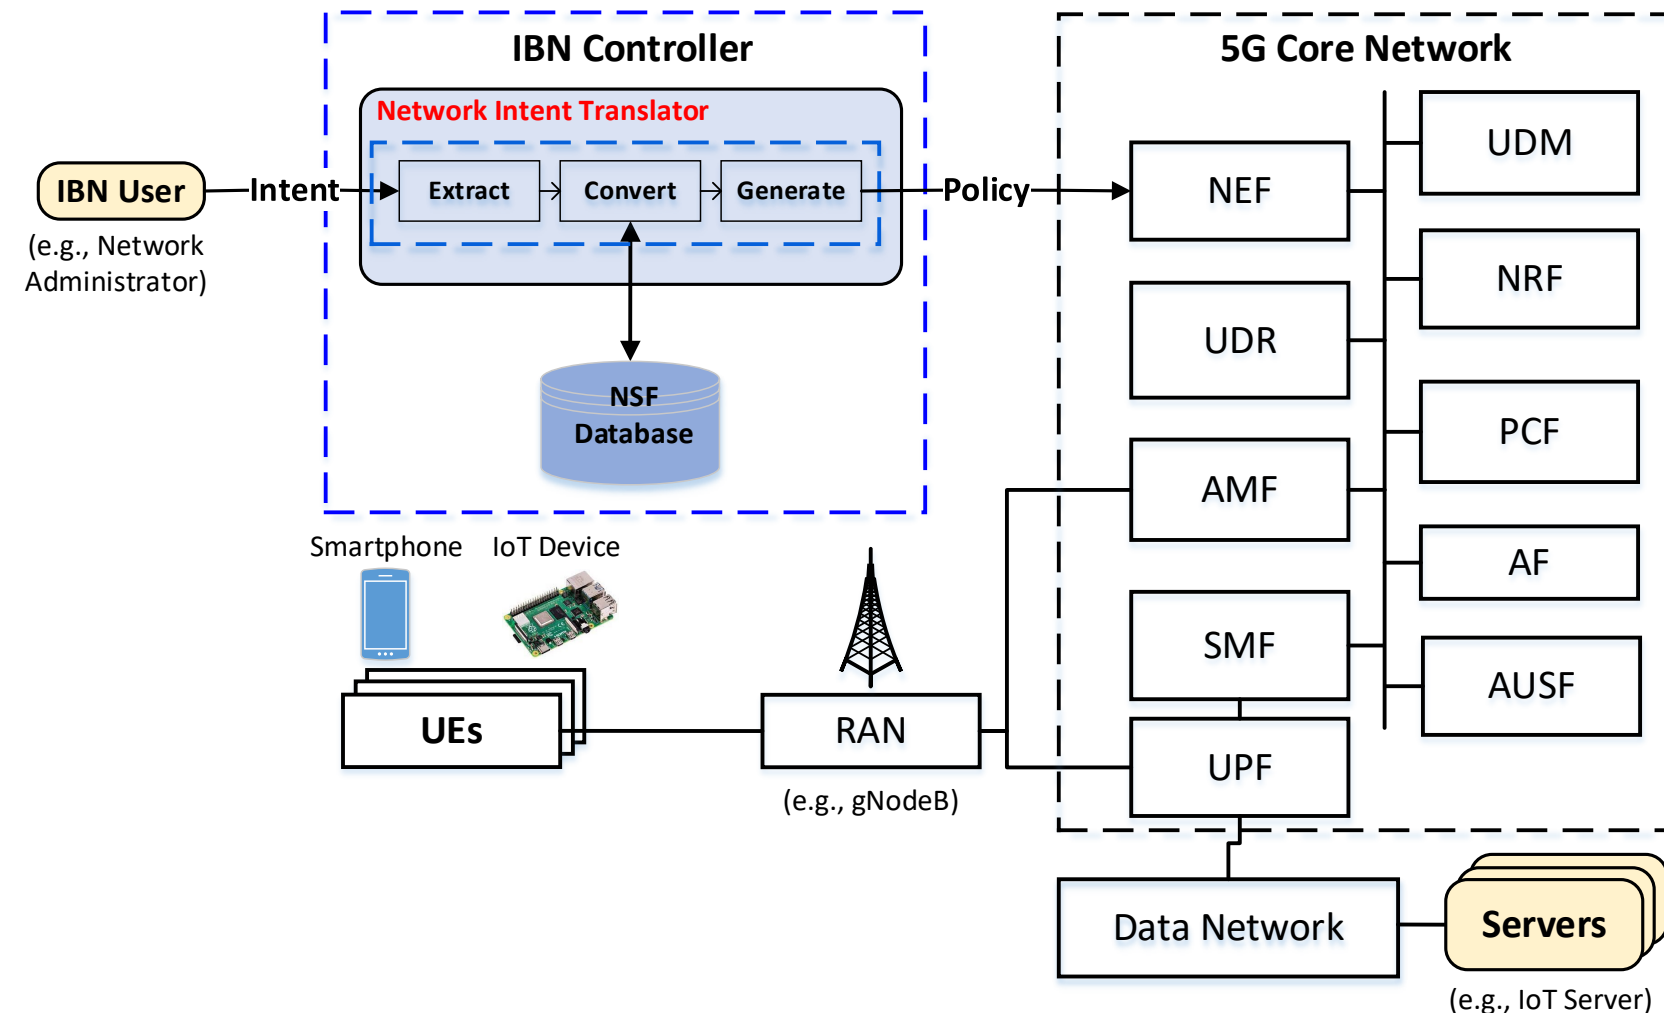 IBN Controller
5G Core Network
Network Intent Translator
IBN User
(e.g., Network
Administrator)
Intent
Extract
Convert
Generate
Policy
NSF
Database
NEF
UDR
AMF
SMF
UPF
UDM
NRF
PCF
AF
AUSF
Smartphone
IoT Device
UEs
RAN
(e.g., gNodeB)
Data Network
Servers
(e.g., IoT Server)